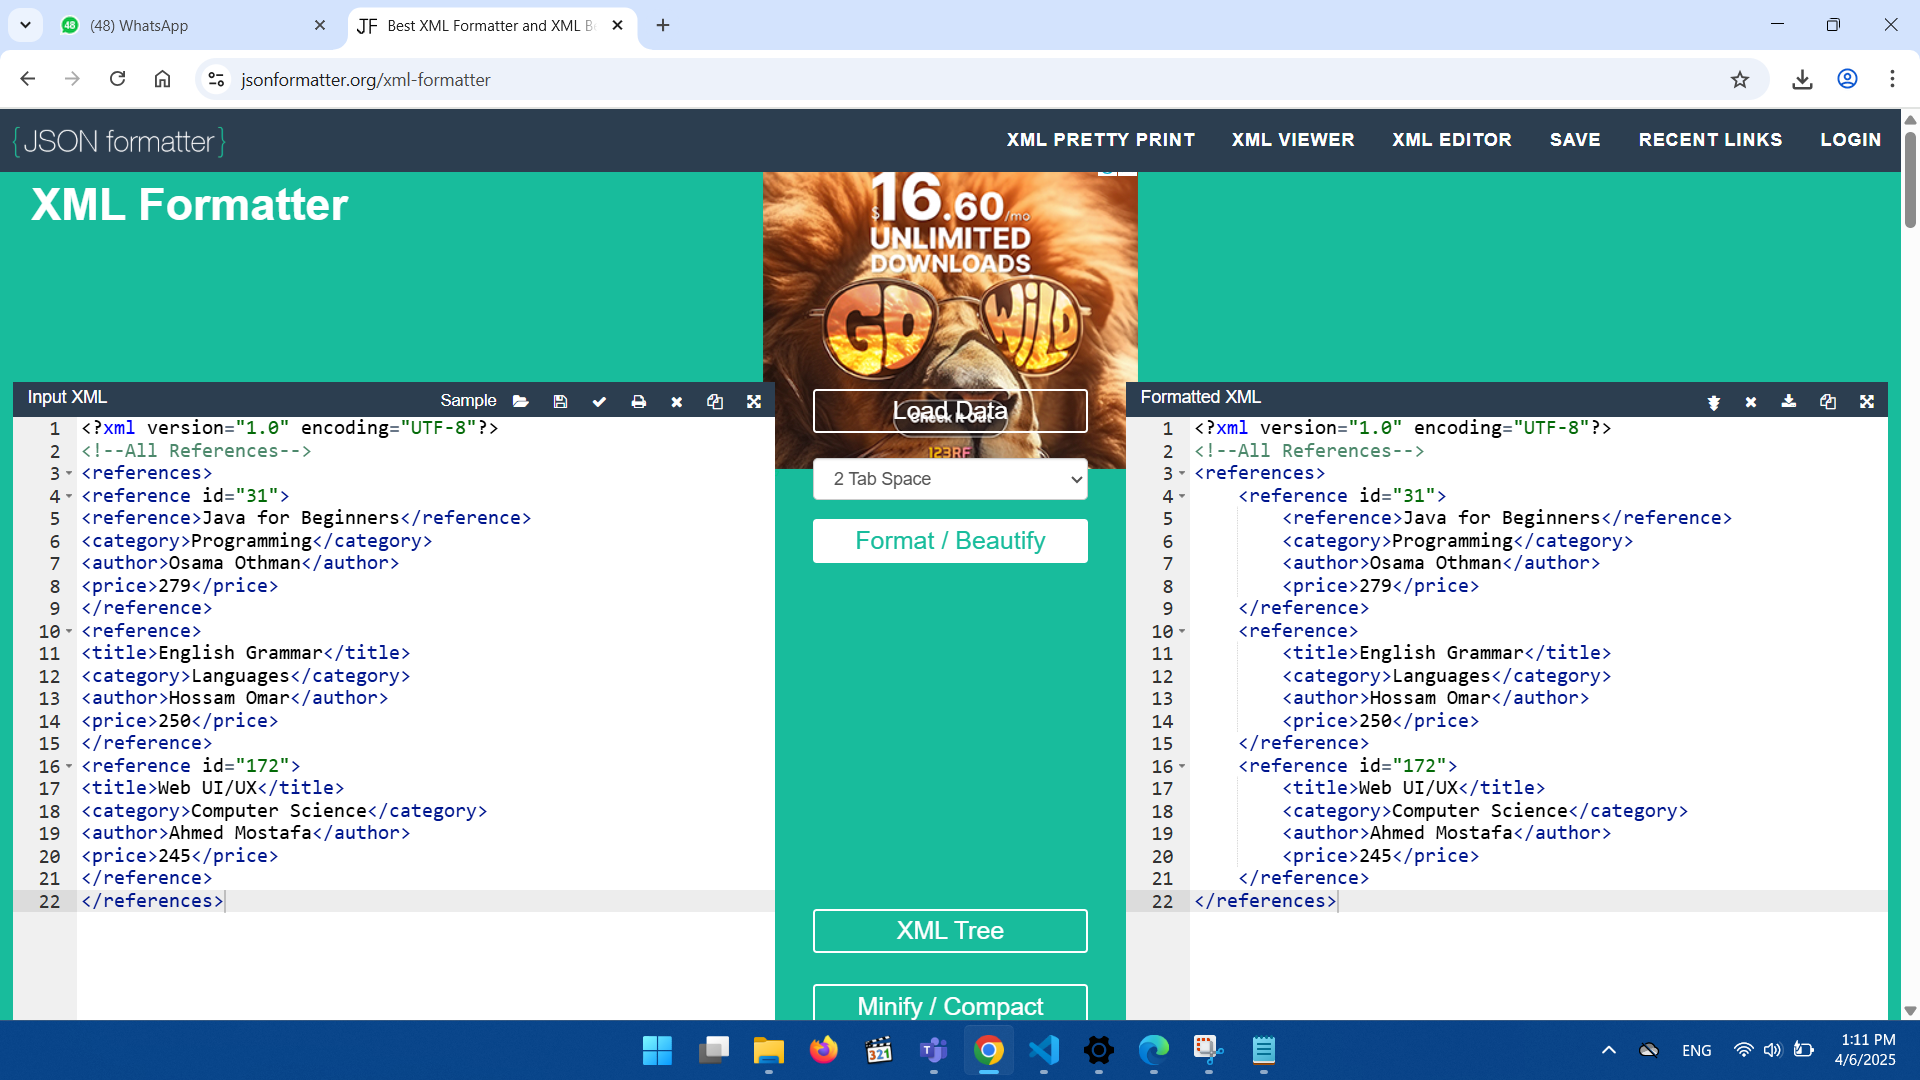 (48) WhatsApp
JF Best XML Formatter and XML Be
jsonformatter.org/xml-formatter
{JSON formatter}
XML PRETTY PRINT XML VIEWER XML EDITOR SAVE RECENT LINKS LOGIN
XML Formatter
$16.60/mo
UNLIMITED
DOWNLOADS
GO WILD
Check It Out
123RF
Input XML
Sample
1 <?xml version="1.0" encoding="UTF-8"?>
2 <!--All References-->
3 <references>
4 <reference id="31">
5 <reference>Java for Beginners</reference>
6 <category>Programming</category>
7 <author>Osama Othman</author>
8 <price>279</price>
9 </reference>
10 <reference>
11 <title>English Grammar</title>
12 <category>Languages</category>
13 <author>Hossam Omar</author>
14 <price>250</price>
15 </reference>
16 <reference id="172">
17 <title>Web UI/UX</title>
18 <category>Computer Science</category>
19 <author>Ahmed Mostafa</author>
20 <price>245</price>
21 </reference>
22 </references>
Load Data
2 Tab Space
Format / Beautify
XML Tree
Minify / Compact
Formatted XML
1 <?xml version="1.0" encoding="UTF-8"?>
2 <!--All References-->
3 <references>
4 <reference id="31">
5 <reference>Java for Beginners</reference>
6 <category>Programming</category>
7 <author>Osama Othman</author>
8 <price>279</price>
9 </reference>
10 <reference>
11 <title>English Grammar</title>
12 <category>Languages</category>
13 <author>Hossam Omar</author>
14 <price>250</price>
15 </reference>
16 <reference id="172">
17 <title>Web UI/UX</title>
18 <category>Computer Science</category>
19 <author>Ahmed Mostafa</author>
20 <price>245</price>
21 </reference>
22 </references>
321
ENG
1:11 PM
4/6/2025